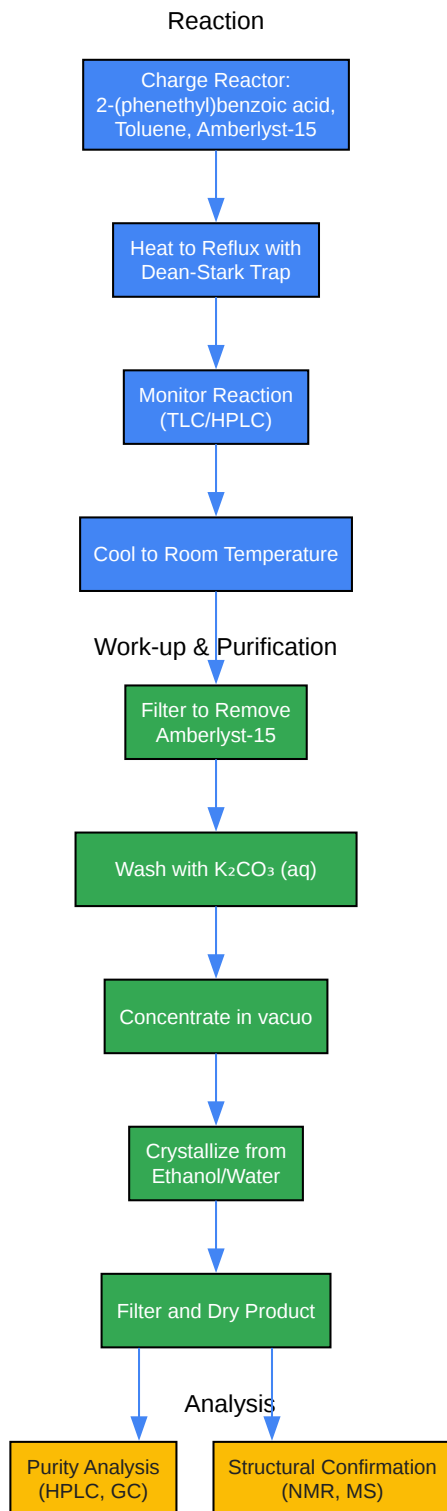 Reaction
Charge Reactor:
2-(phenethyl)benzoic acid,
Toluene, Amberlyst-15
Heat to Reflux with
Dean-Stark Trap
Monitor Reaction
(TLC/HPLC)
Cool to Room Temperature
Work-up & Purification
Filter to Remove
Amberlyst-15
Wash with K₂CO₃ (aq)
Concentrate in vacuo
Crystallize from
Ethanol/Water
Filter and Dry Product
Analysis
Purity Analysis
(HPLC, GC)
Structural Confirmation
(NMR, MS)